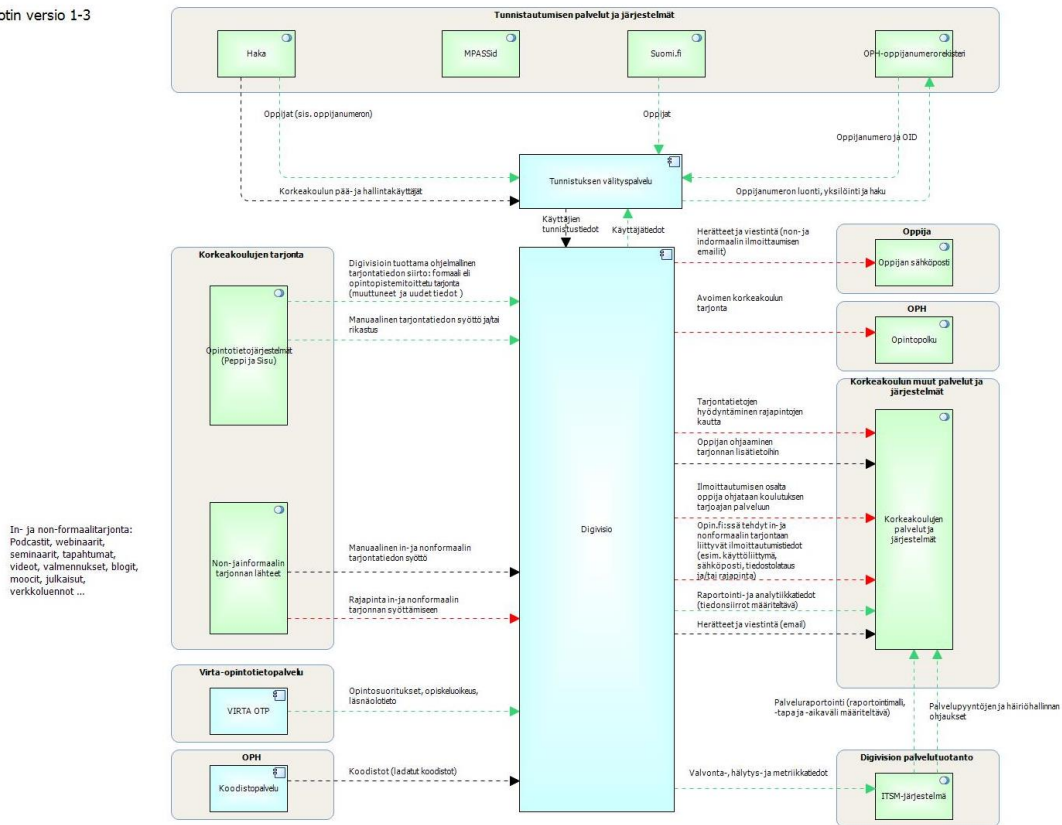 otin versio 1-3
Tunnistautumisen palvelut ja järjestelmät
Haka
MPASSid
Suomi.fi
OPH-oppijanumerorekisteri
Oppijat (sis. oppijanumeron)
Oppijat
Oppijanumero ja OID
Korkeakoulun pää- ja hallintakäyttäjät
Tunnistuksen välityspalvelu
Oppijanumeron luonti, yksilöinti ja haku
Käyttäjien
tunnistustiedot
Käyttäjätiedot
Korkeakoulujen tarjonta
Digivisioin tuottama ohjelmallinen
tarjontatiedon siirto: formaali eli
opintopistemitoitettu tarjonta
(muuttuneet ja uudet tiedot )
Manuaalinen tarjontatiedon syöttö ja/tai
rikastus
Opintotietojärjestelmät
(Peppi ja Sisu)
Non- ja informaalin
tarjonnan lähteet
Manuaalinen in- ja nonformaalin
tarjontatiedon syöttö
Rajapinta in- ja nonformaalin
tarjonnan syöttämiseen
In- ja non-formaalitarjonta:
Podcastit, webinaarit,
seminaarit, tapahtumat,
videot, valmennukset, blogit,
moocit, julkaisut,
verkkoluennot ...
Virta-opintotietopalvelu
VIRTA OTP
Opintosuoritukset, opiskeluoikeus,
läsnäolotieto
OPH
Koodistopalvelu
Koodistot (ladatut koodistot)
Digivisio
Herätteet ja viestintä (non- ja
indormaalin ilmoittaumisen
emailit)
Oppija
Oppijan sähköposti
Avoimen korkeakoulun
tarjonta
OPH
Opintopolku
Korkeakoulun muut palvelut ja
järjestelmät
Tarjontatietojen
hyödyntäminen rajapintojen
kautta
Oppijan ohjaaminen
tarjonnan lisätietoihin
Ilmoittautumisen osalta
oppija ohjataan koulutuksen
tarjoajan palveluun
Opin.fi:ssä tehdyt in- ja
nonformaalin tarjontaan
liittyvät ilmoittautumistiedot
(esim. käyttöliittymä,
sähköposti, tiedostolataus
ja/tai rajapinta)
Raportointi- ja analytiikkatiedot
(tiedonsiirrot määriteltävä)
Herätteet ja viestintä (email)
Korkeakoulujen
palvelut ja
järjestelmät
Palveluraportointi (raportointimalli,
-tapa ja -aikaväli määriteltävä)
Palvelupyyntöjen ja häiriöhallinnan
ohjaukset
Digivision palvelutuotanto
Valvonta-, hälytys- ja metriikkatiedot
ITSM-järjestelmä